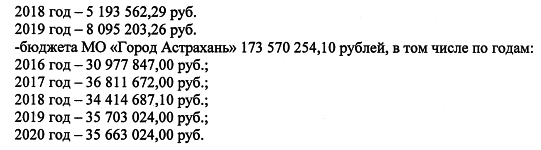 2018 год – 5 193 562,29 руб.
2019 год – 8 095 203,26 руб.
-бюджета МО «Город Астрахань» 173 570 254,10 рублей, в том числе по годам:
2016 год – 30 977 847,00 руб.;
2017 год – 36 811 672,00 руб.;
2018 год – 34 414 687,10 руб.;
2019 год – 35 703 024,00 руб.;
2020 год – 35 663 024,00 руб.